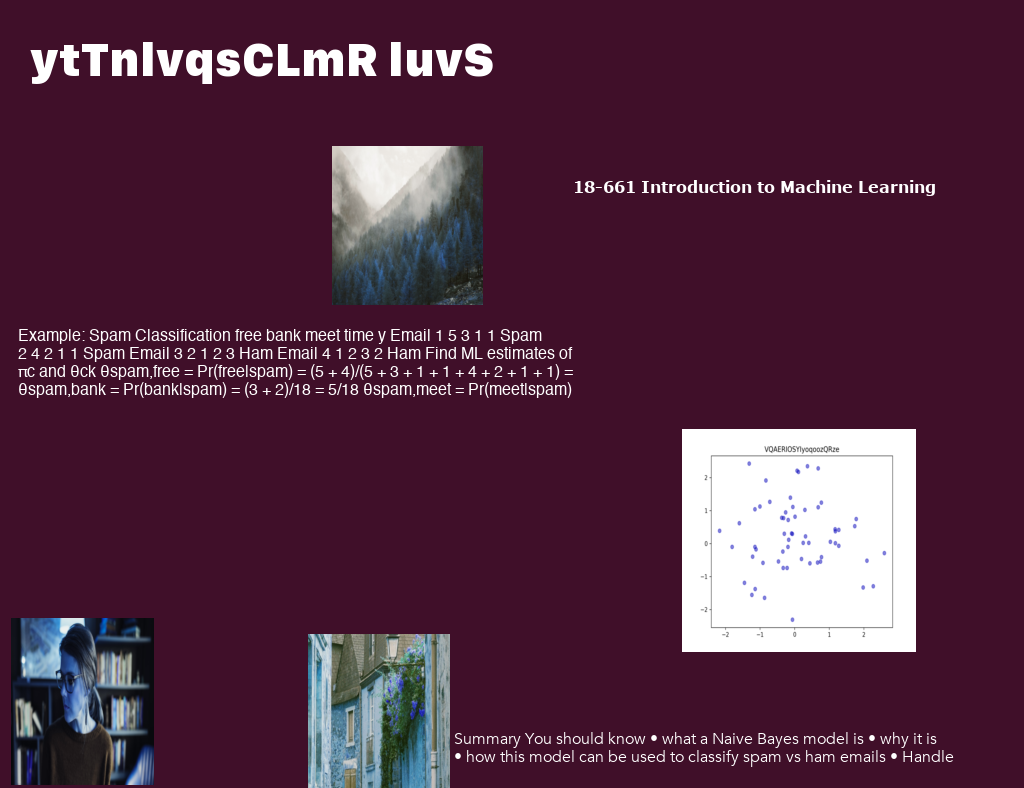 ytTnlvqsCLmR luvS
18-661 Introduction to Machine Learning
Example: Spam Classification free bank meet time y Email 1 5 3 1 1 Spam
2 4 2 1 1 Spam Email 3 2 1 2 3 Ham Email 4 1 2 3 2 Ham Find ML estimates of
πc and θck θspam,free = Pr(free|spam) = (5 + 4)/(5 + 3 + 1 + 1 + 4 + 2 + 1 + 1) =
θspam,bank = Pr(bank|spam) = (3 + 2)/18 = 5/18 θspam,meet = Pr(meet|spam)
VQAERIOSYIyoqoozQRze
2
1
0
−1
−2
−2 −1 0 1 2
Summary You should know • what a Naive Bayes model is • why it is
• how this model can be used to classify spam vs ham emails • Handle